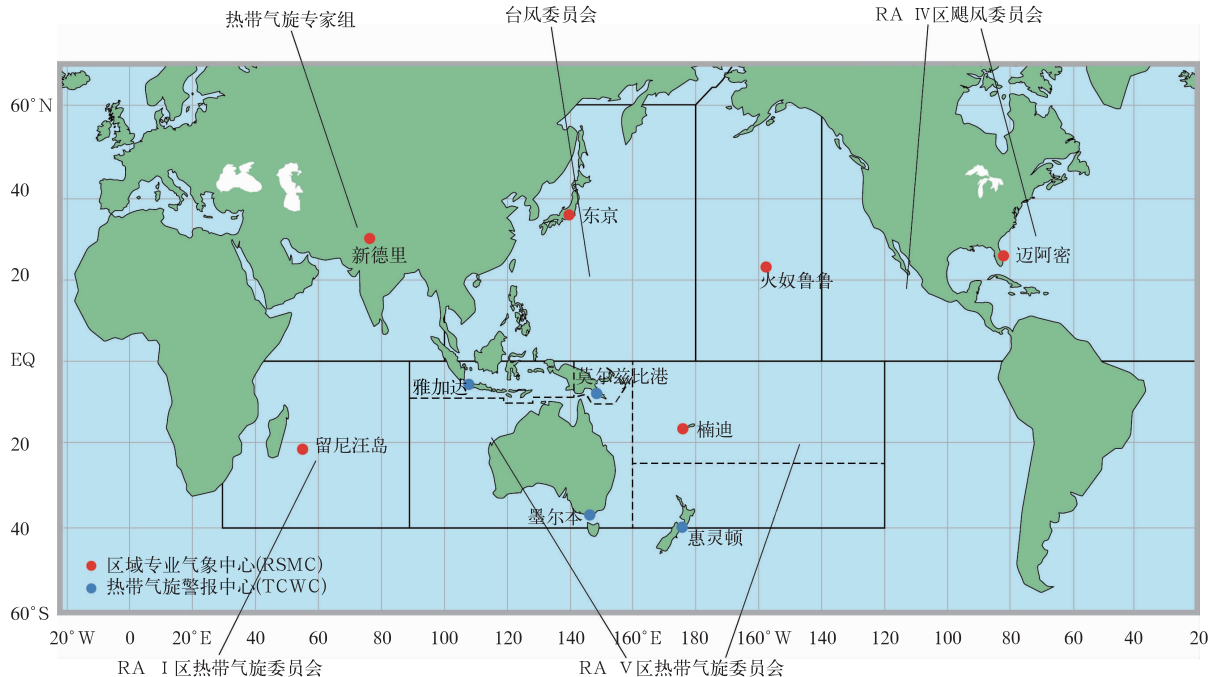 热带气旋专家组
台风委员会
RA Ⅳ区飓风委员会
60°N
40
东京
新德里
迈阿密
20
火奴鲁鲁
EQ
雅加达
莫尔兹比港
留尼汪岛
楠迪
20
墨尔本
惠灵顿
40
区域专业气象中心(RSMC)
热带气旋警报中心(TCWC)
60°S
20°W 0 20°E 40 60 80 100 120 140 160°E 180 160°W 140 120 100 80 60 40 20
RA Ⅰ区热带气旋委员会
RA Ⅴ区热带气旋委员会